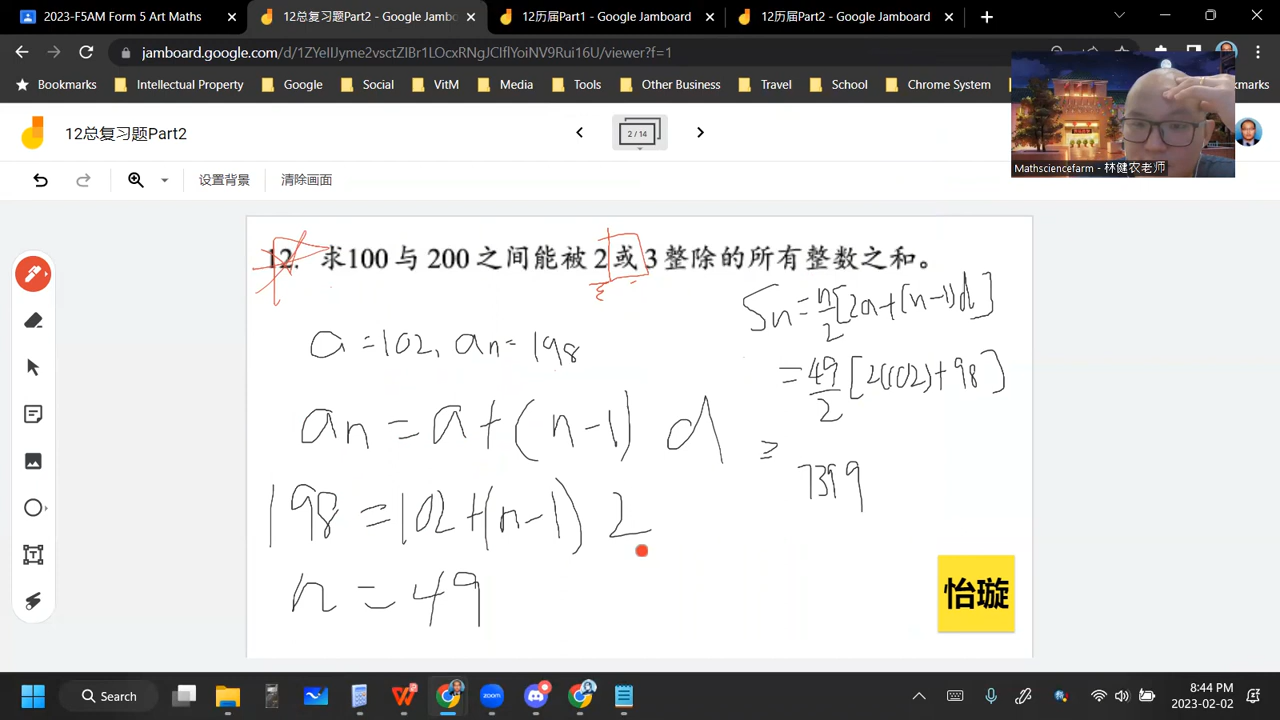 2023-F5AM Form 5 Art Maths
12总复习题Part2 - Google Jambo
12历届Part1 - Google Jamboard
12历届Part2 - Google Jamboard
jamboard.google.com/d/1ZYeIIJyme2vsctZIBr1LOcxRNgJCIflYoiNV9Rui16U/viewer?f=1
Bookmarks
Intellectual Property
Google
Social
VitM
Media
Tools
Other Business
Travel
School
Chrome System
Bookmarks
12总复习题Part2
2 / 14
Mathsciencefarm - 林健农老师
设置背景
清除画面
12. 求100与 200 之间能被 2或 3 整除的所有整数之和。
a = 102, an = 198
an = a + (n-1) d
198 = 102 + (n-1) 2
n = 49
Sn = n/2 [2a + (n-1)d]
= 49/2 [2(102) + 98]
= 7399
怡璇
Search
8:44 PM
2023-02-02